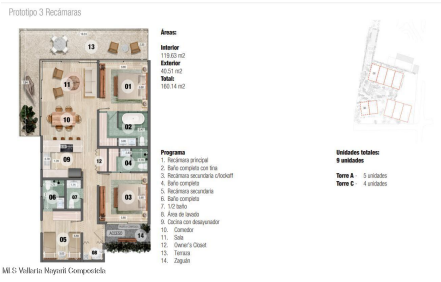 Prototipo 3 Recámaras
Áreas:
Interior
119.63 m2
Exterior
40.51 m2
Total:
160.14 m2
13
11
01
10
02
09
12
04
06
07
03
05
08
ACCESO
14
Programa
1. Recámara principal
2. Baño completo con tina
3. Recámara secundaria c/lockoff
4. Baño completo
5. Recámara secundaria
6. Baño completo
7. 1/2 baño
8. Área de lavado
9. Cocina con desayunador
10. Comedor
11. Sala
12. Owner's Closet
13. Terraza
14. Zaguán
Unidades totales:
9 unidades
Torre A - 5 unidades
Torre C - 4 unidades
MLS Vallarta Nayarit Compostela